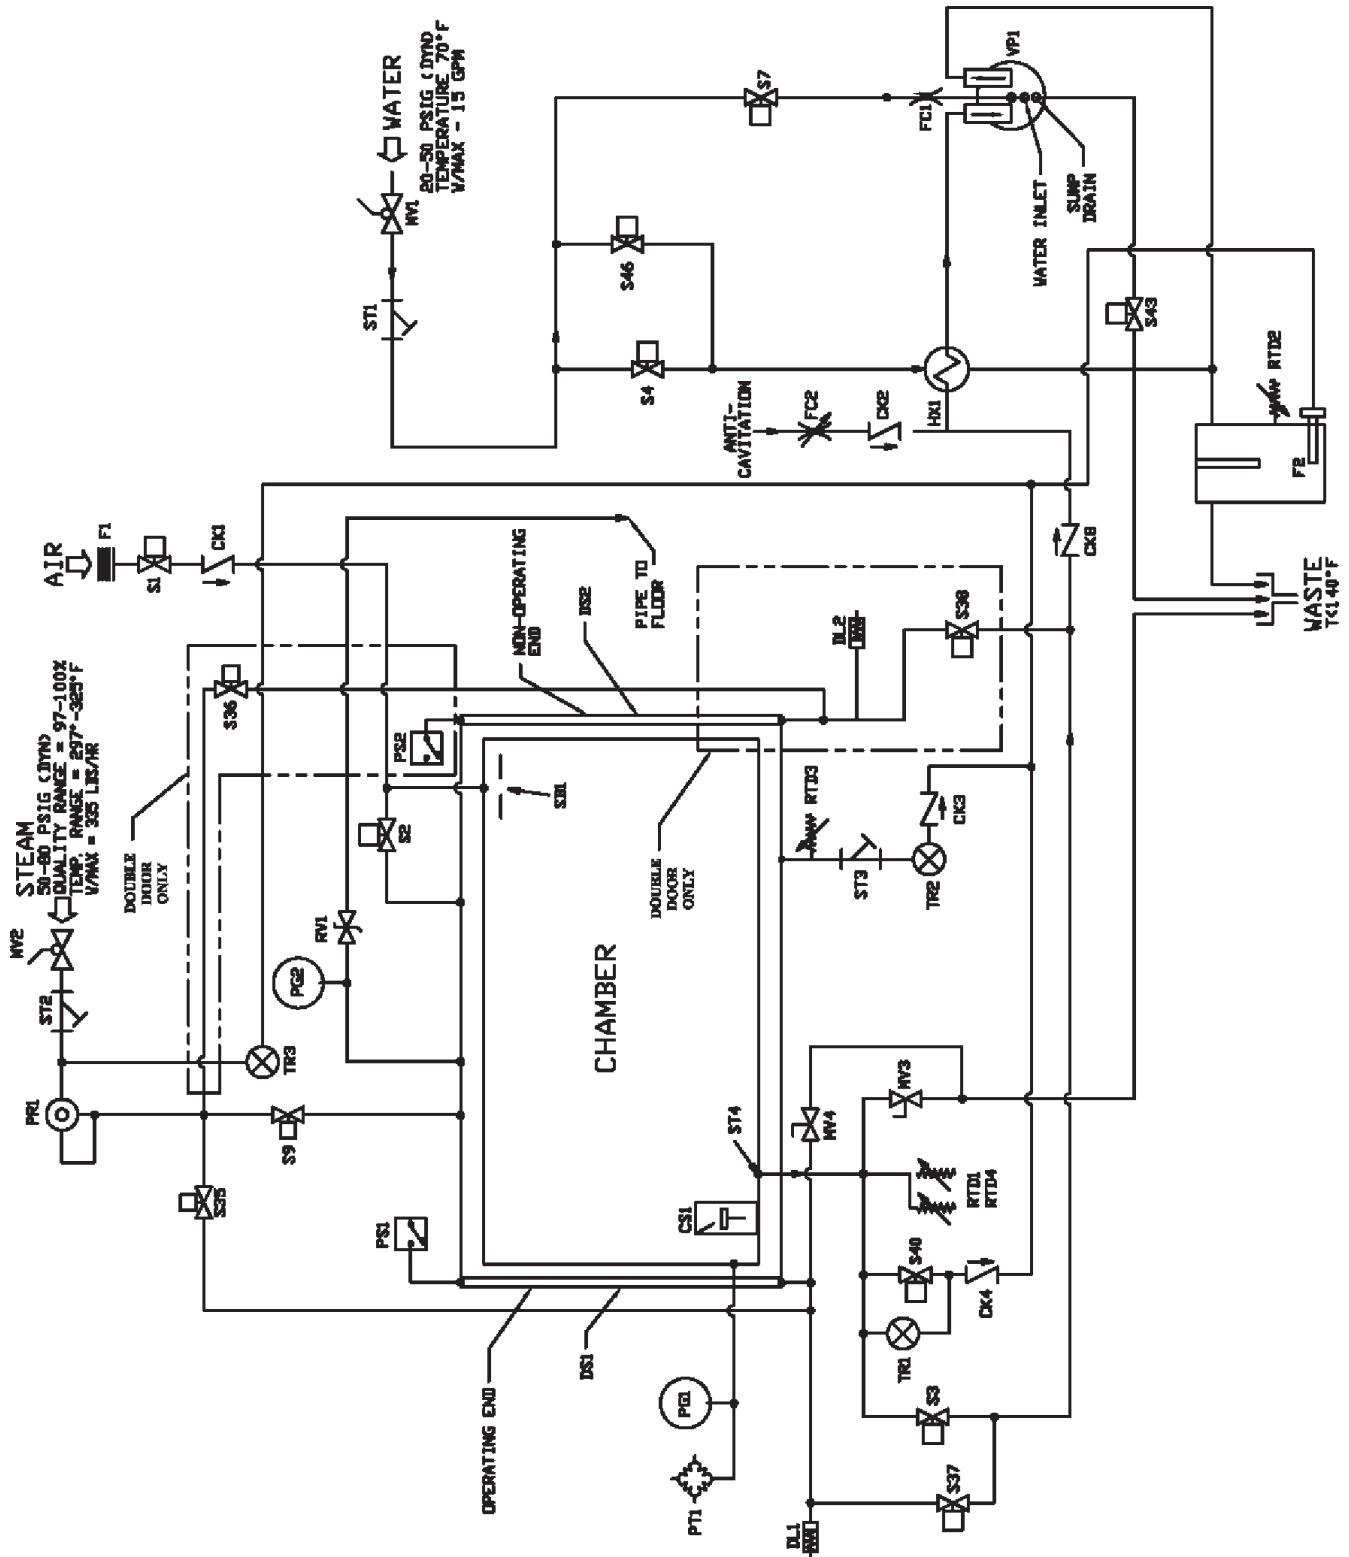 STEAM
50-80 PSIG (DYN)
QUALITY RANGE = 97-100%
TEMP. RANGE = 297°-325°F
W/MAX = 335 LBS/HR
AIR
WATER
20-50 PSIG (DYN)
TEMPERATURE 70°F
W/MAX - 15 GPM
MV2
ST2
PR1
TR3
S9
S35
DOUBLE
DOOR
ONLY
S36
F1
S1
CK1
MV1
ST1
S46
S4
S7
FC1
VP1
WATER INLET
SUMP
DRAIN
HX1
ANTI-
CAVITATION
FC2
CK2
S43
RTD2
F2
WASTE
T<140°F
CK8
PIPE TO
FLOOR
NON-OPERATING
END
DS2
PS2
S2
RV1
PG2
SB1
CHAMBER
DOUBLE
DOOR
ONLY
DL2
S38
RTD3
ST3
TR2
CK3
ST4
CS1
PS1
OPERATING END
DS1
PG1
PT1
DL1
MV4
MV3
RTD1
RTD4
S40
CK4
TR1
S3
S37